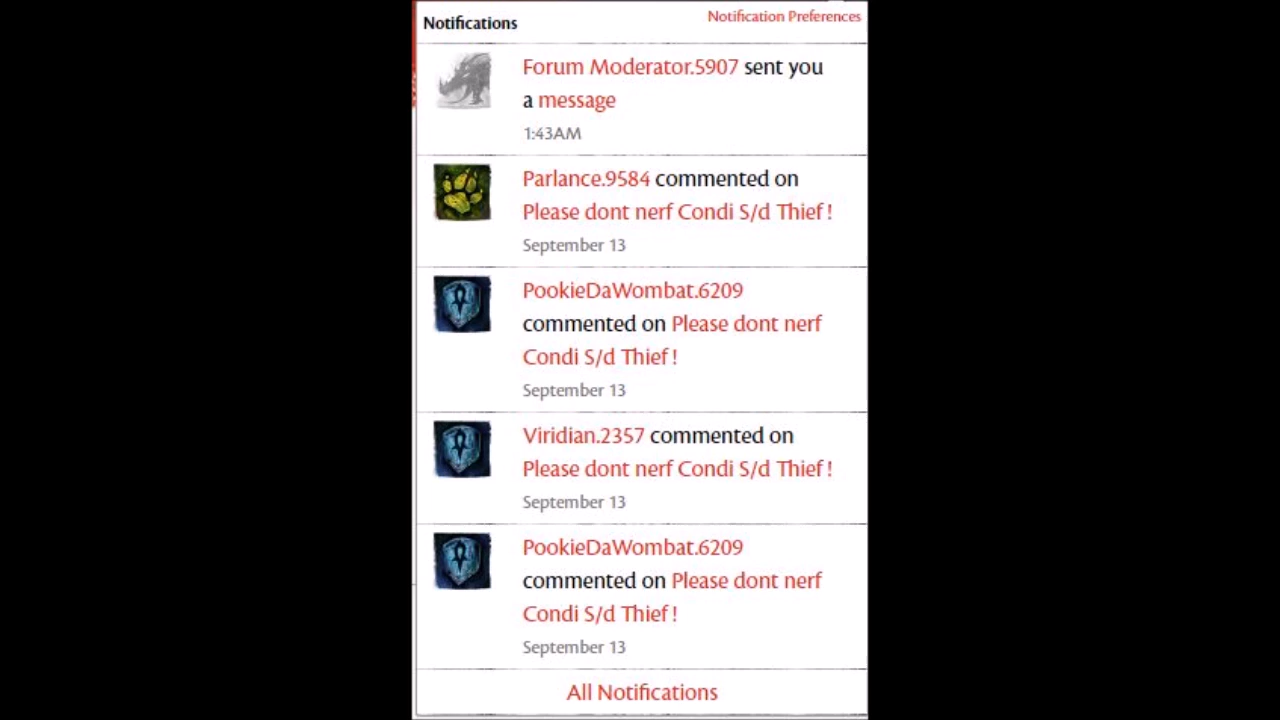 Notifications
Notification Preferences
Forum Moderator.5907 sent you
a message
1:43AM
Parlance.9584 commented on
Please dont nerf Condi S/d Thief !
September 13
PookieDaWombat.6209
commented on Please dont nerf
Condi S/d Thief !
September 13
Viridian.2357 commented on
Please dont nerf Condi S/d Thief !
September 13
PookieDaWombat.6209
commented on Please dont nerf
Condi S/d Thief !
September 13
All Notifications